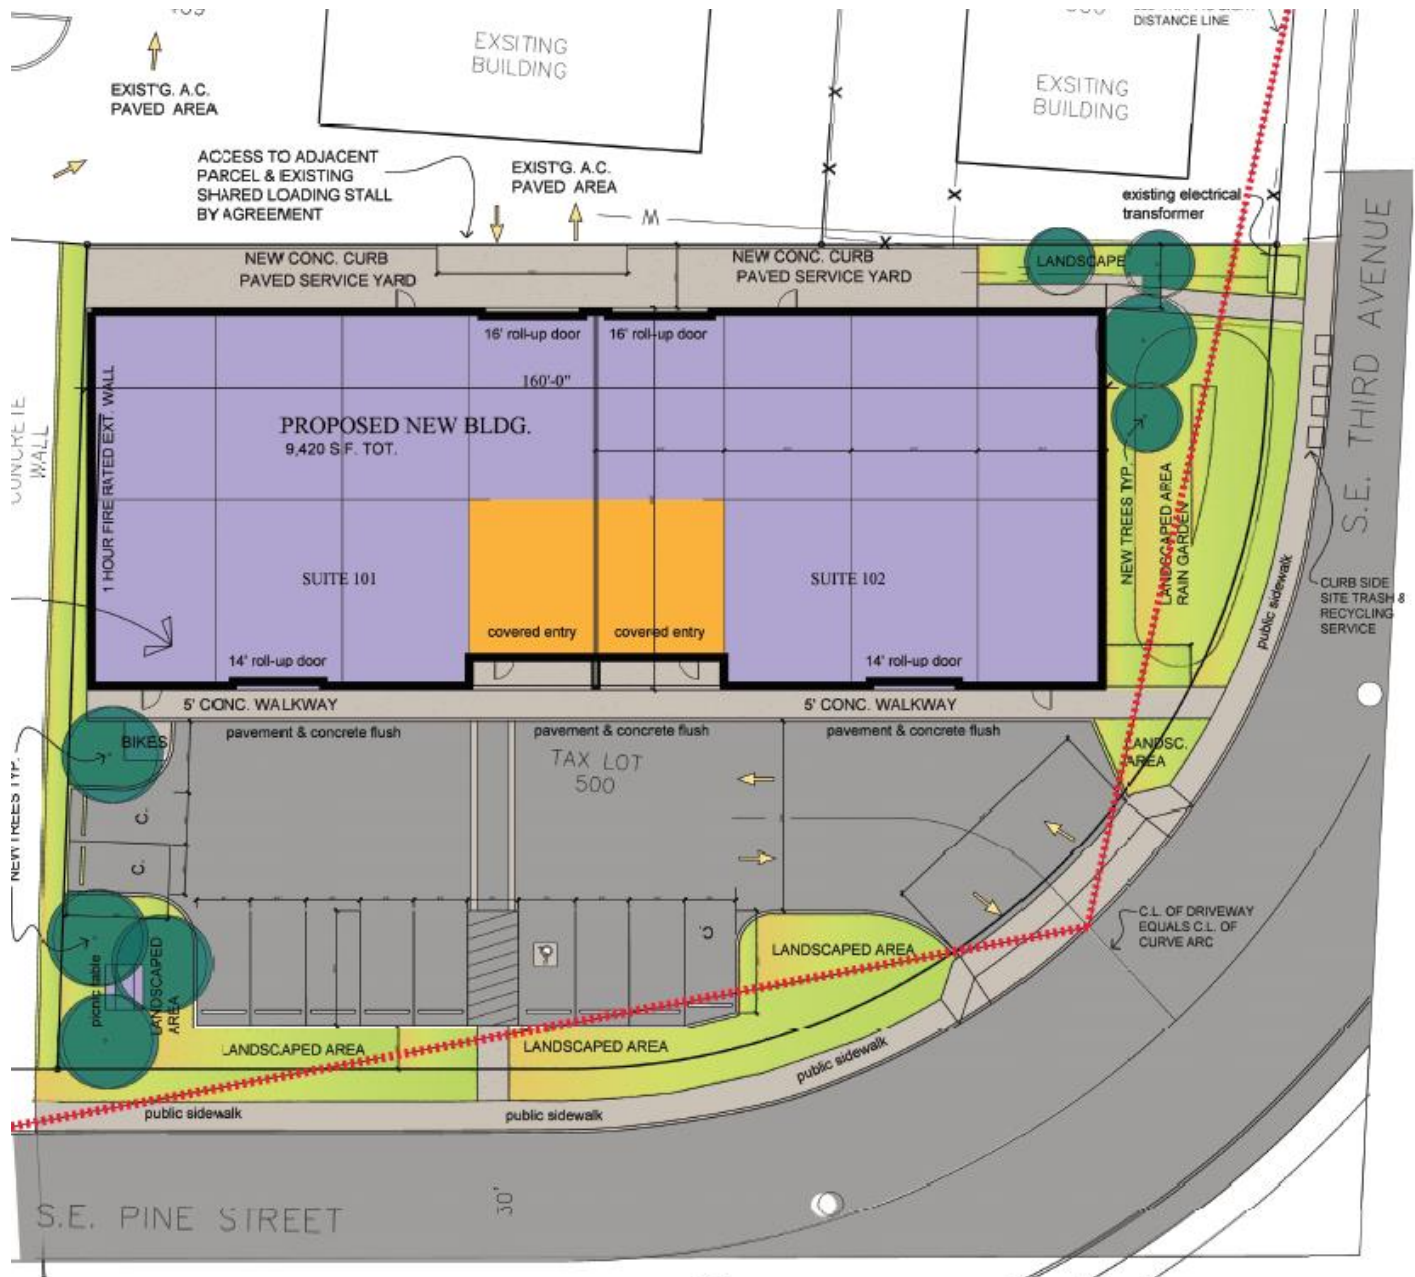 DISTANCE LINE
EXSITING
BUILDING
EXSITING
BUILDING
EXIST'G. A.C.
PAVED AREA
ACCESS TO ADJACENT
PARCEL & EXISTING
SHARED LOADING STALL
BY AGREEMENT
EXIST'G. A.C.
PAVED AREA
W
existing electrical
transformer
X
X
X
X
X
NEW CONC. CURB
PAVED SERVICE YARD
NEW CONC. CURB
PAVED SERVICE YARD
LANDSCAPE
S.E. THIRD AVENUE
16' roll-up door
16' roll-up door
160'-0"
CONCRETE
WALL
1 HOUR FIRE RATED EXT. WALL
PROPOSED NEW BLDG.
9,420 S.F. TOT.
NEW TREES TYP.
LANDSCAPED AREA
RAIN GARDEN
public sidewalk
CURB SIDE
SITE TRASH &
RECYCLING
SERVICE
SUITE 101
SUITE 102
covered entry
covered entry
14' roll-up door
14' roll-up door
5' CONC. WALKWAY
5' CONC. WALKWAY
pavement & concrete flush
pavement & concrete flush
pavement & concrete flush
BIKES
TAX LOT
500
LANDSC.
AREA
NEW TREES TYP.
C.
C.
C.
C.L. OF DRIVEWAY
EQUALS C.L. OF
CURVE ARC
LANDSCAPED AREA
picnic table
LANDSCAPED
AREA
LANDSCAPED AREA
LANDSCAPED AREA
public sidewalk
public sidewalk
public sidewalk
S.E. PINE STREET
30'